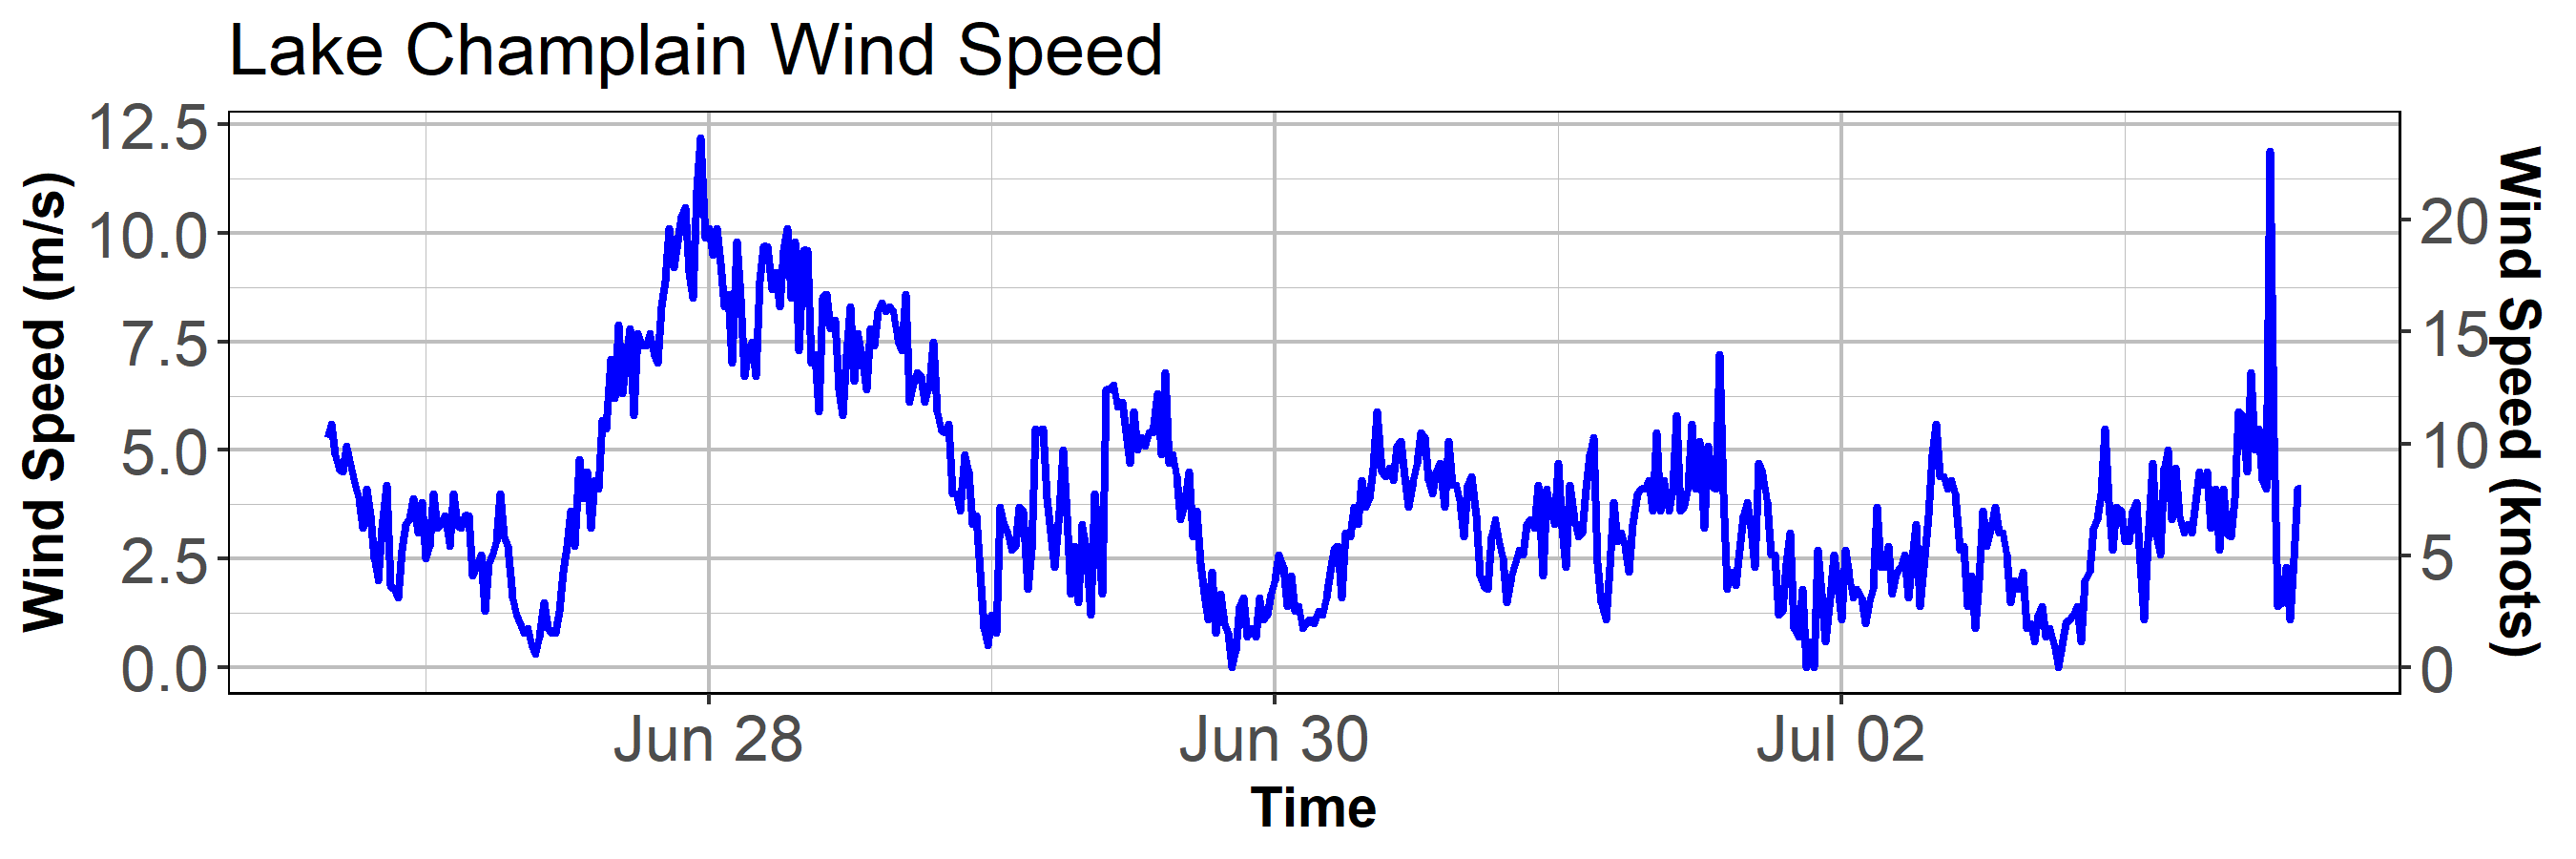 Lake Champlain Wind Speed
Wind Speed (m/s)
12.5
10.0
7.5
5.0
2.5
0.0
20
15
10
5
0
Wind Speed (knots)
Jun 28
Jun 30
Jul 02
Time